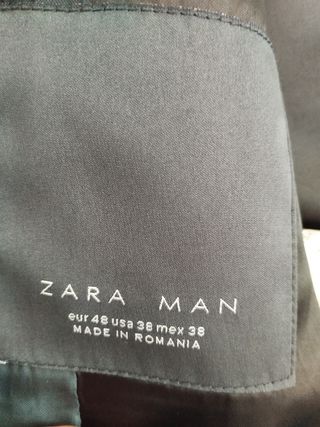 ZARA MAN
eur 48 usa 38 mex 38
MADE IN ROMANIA